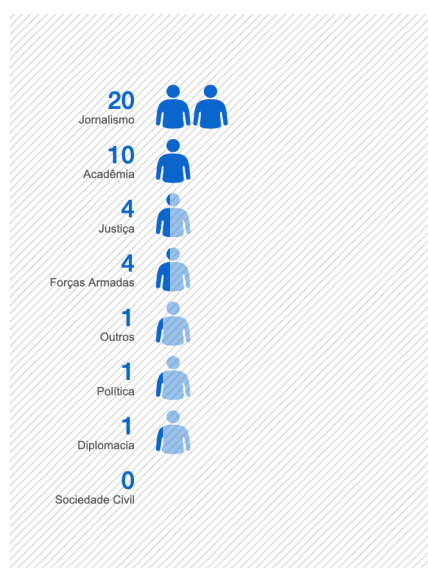 20
Jornalismo
10
Acadêmia
4
Justiça
4
Forças Armadas
1
Outros
1
Política
1
Diplomacia
0
Sociedade Civil